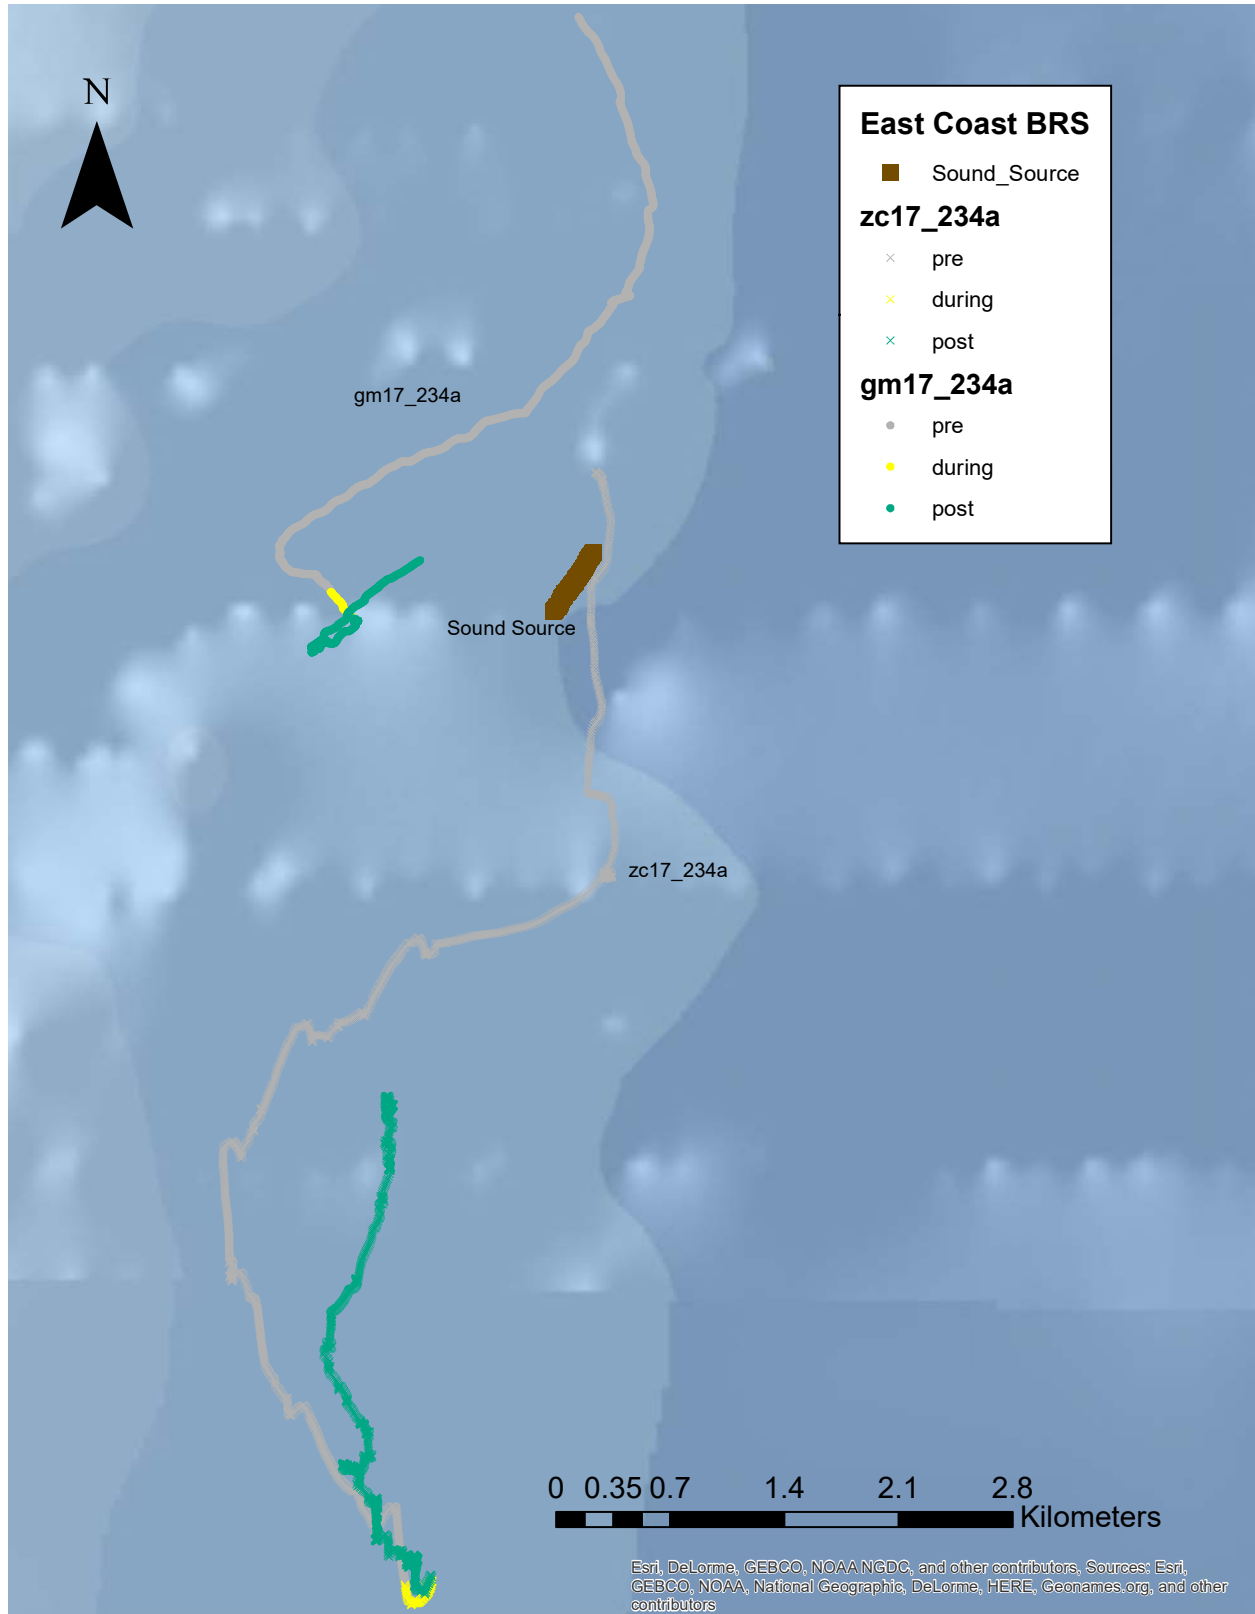 N
East Coast BRS
Sound_Source
zc17_234a
pre
during
post
gm17_234a
pre
during
post
gm17_234a
Sound Source
zc17_234a
0 0.35 0.7 1.4 2.1 2.8
Kilometers
Esri, DeLorme, GEBCO, NOAA NGDC, and other contributors, Sources: Esri,
GEBCO, NOAA, National Geographic, DeLorme, HERE, Geonames.org, and other
contributors